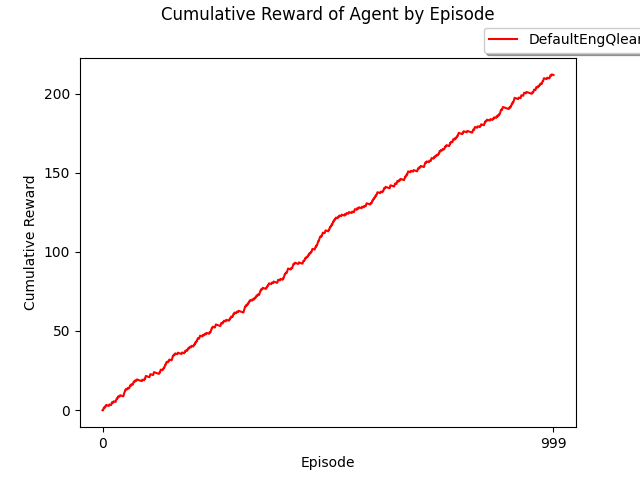 Cumulative Reward of Agent by Episode
DefaultEngQlear
200
150
100
50
0
Cumulative Reward
0
999
Episode